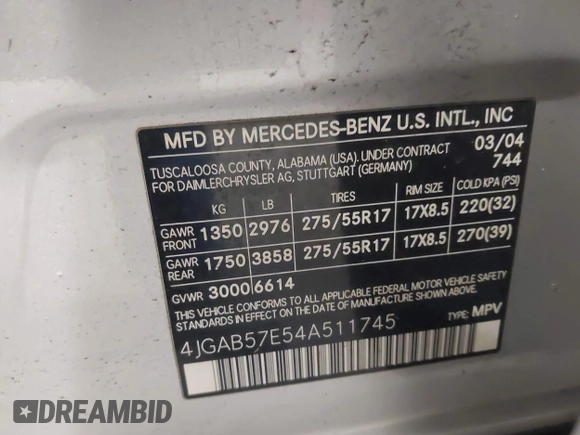 MFD BY MERCEDES-BENZ U.S. INTL., INC
TUSCALOOSA COUNTY, ALABAMA (USA). UNDER CONTRACT 03/04
FOR DAIMLERCHRYSLER AG, STUTTGART (GERMANY) 744
KG LB TIRES RIM SIZE COLD KPA (PSI)
GAWR FRONT 1350 2976 275/55R17 17X8.5 220(32)
GAWR REAR 1750 3858 275/55R17 17X8.5 270(39)
GVWR 3000 6614
THIS VEHICLE CONFORMS TO ALL APPLICABLE FEDERAL MOTOR VEHICLE SAFETY
STANDARDS IN EFFECT ON THE DATE OF MANUFACTURE SHOWN ABOVE.
4JGAB57E54A511745 TYPE: MPV
DREAMBID